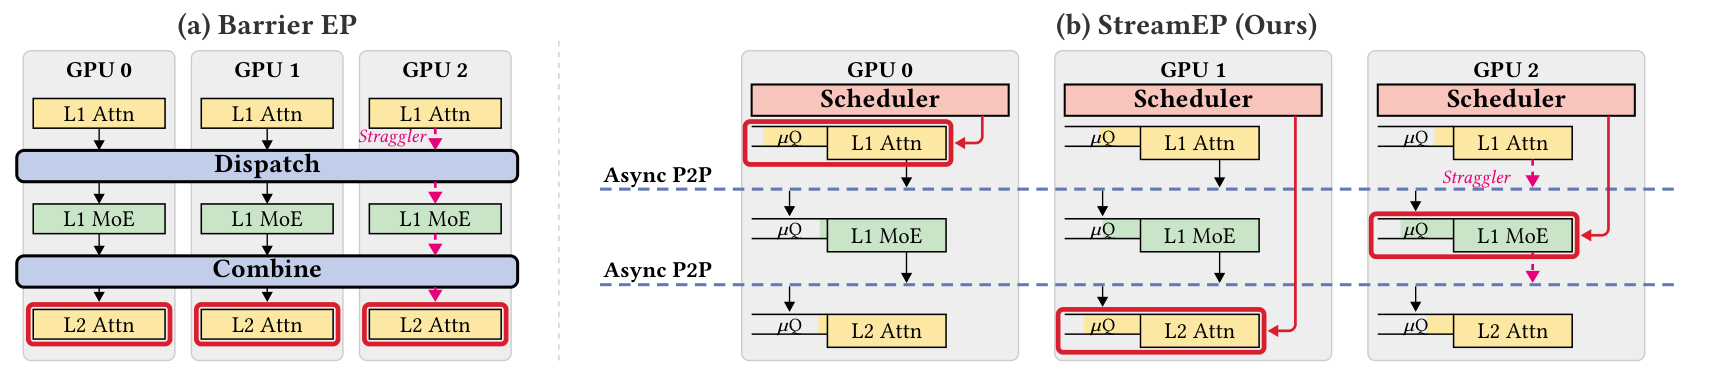 (a) Barrier EP
GPU 0
GPU 1
GPU 2
L1 Attn
L1 Attn
L1 Attn
Straggler
Dispatch
L1 MoE
L1 MoE
L1 MoE
Combine
L2 Attn
L2 Attn
L2 Attn
(b) StreamEP (Ours)
GPU 0
GPU 1
GPU 2
Scheduler
Scheduler
Scheduler
μQ
L1 Attn
μQ
L1 Attn
μQ
L1 Attn
Async P2P
Straggler
μQ
L1 MoE
μQ
L1 MoE
μQ
L1 MoE
Async P2P
μQ
L2 Attn
μQ
L2 Attn
μQ
L2 Attn